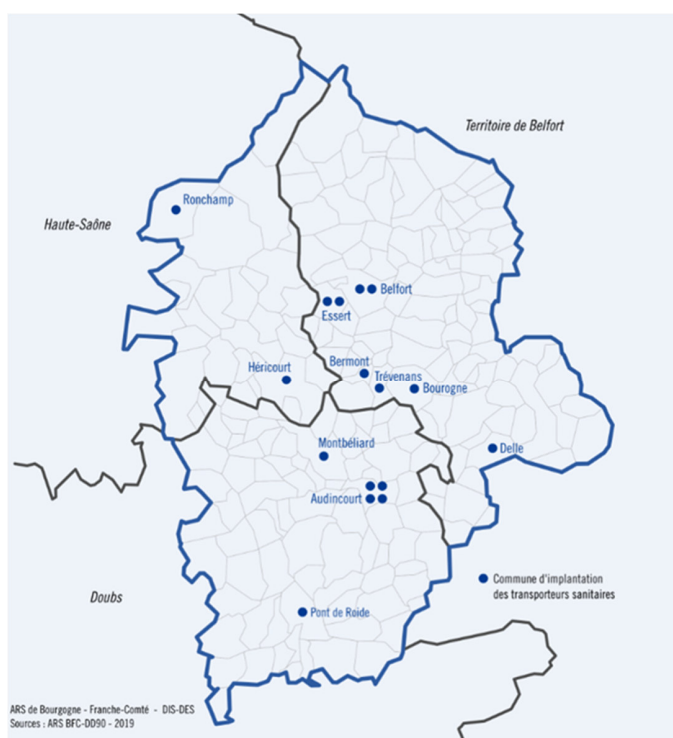 Territoire de Belfort
Ronchamp
Haute-Saône
Belfort
Essert
Bermont
Héricourt
Trévenans
Bourogne
Montbéliard
Delle
Audincourt
Commune d'implantation
des transporteurs sanitaires
Doubs
Pont de Roide
ARS de Bourgogne - Franche-Comté - DIS-DES
Sources : ARS BFC-DD90 - 2019